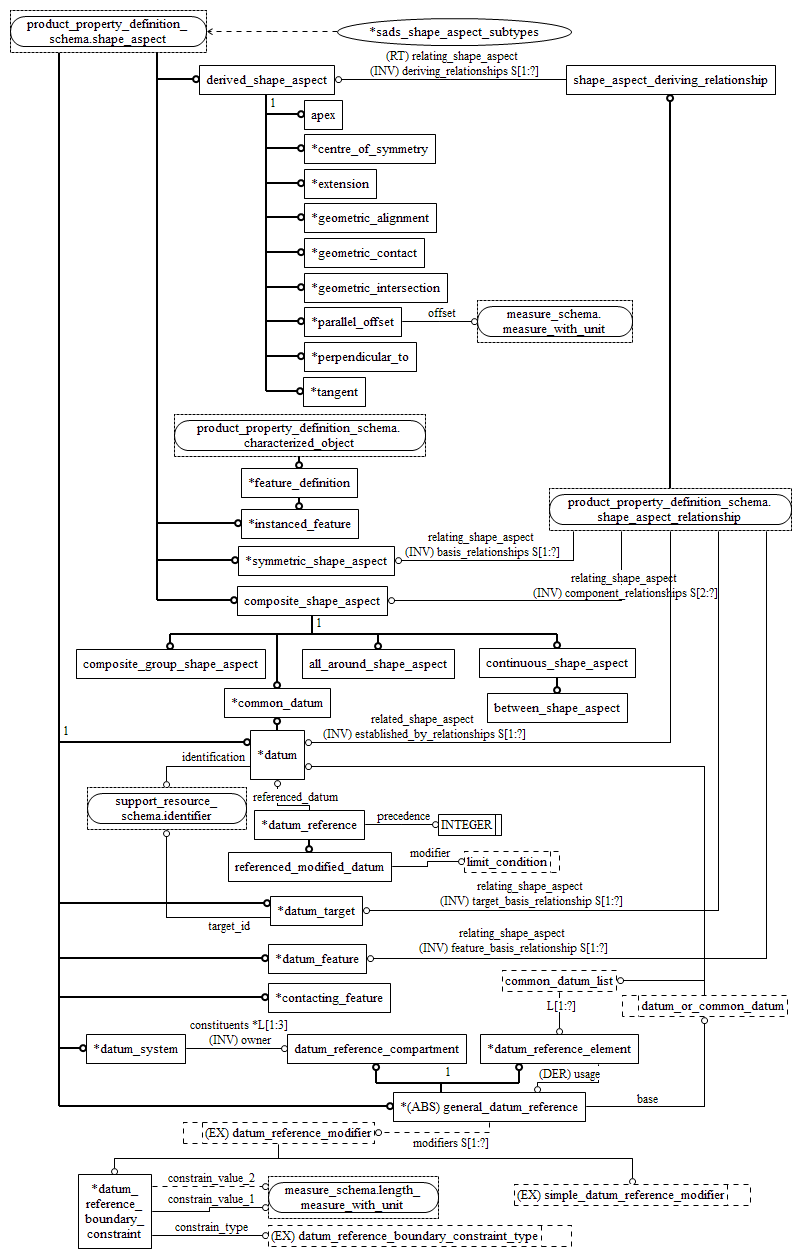 product_property_definition_
schema.shape_aspect
*sads_shape_aspect_subtypes
(RT) relating_shape_aspect
(INV) deriving_relationships S[1:?]
derived_shape_aspect
shape_aspect_deriving_relationship
1
apex
*centre_of_symmetry
*extension
*geometric_alignment
*geometric_contact
*geometric_intersection
*parallel_offset
offset
measure_schema.
measure_with_unit
*perpendicular_to
*tangent
product_property_definition_schema.
characterized_object
*feature_definition
*instanced_feature
product_property_definition_schema.
shape_aspect_relationship
relating_shape_aspect
(INV) basis_relationships S[1:?]
*symmetric_shape_aspect
relating_shape_aspect
(INV) component_relationships S[2:?]
composite_shape_aspect
1
composite_group_shape_aspect
all_around_shape_aspect
continuous_shape_aspect
*common_datum
between_shape_aspect
related_shape_aspect
(INV) established_by_relationships S[1:?]
1
*datum
identification
support_resource_
schema.identifier
referenced_datum
*datum_reference
precedence
INTEGER
referenced_modified_datum
modifier
limit_condition
relating_shape_aspect
(INV) target_basis_relationship S[1:?]
*datum_target
target_id
relating_shape_aspect
(INV) feature_basis_relationship S[1:?]
*datum_feature
common_datum_list
*contacting_feature
L[1:?]
datum_or_common_datum
constituents *L[1:3]
(INV) owner
*datum_system
datum_reference_compartment
*datum_reference_element
1
(DER) usage
*(ABS) general_datum_reference
base
(EX) datum_reference_modifier
modifiers S[1:?]
*datum_
reference_
boundary_
constraint
constrain_value_2
constrain_value_1
constrain_type
measure_schema.length_
measure_with_unit
(EX) simple_datum_reference_modifier
(EX) datum_reference_boundary_constraint_type